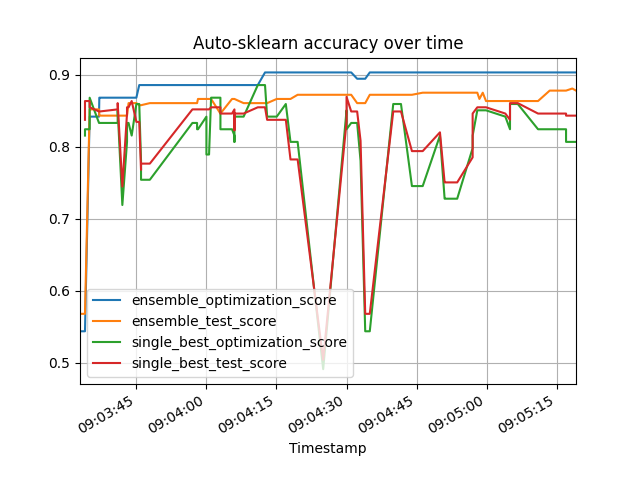 Auto-sklearn accuracy over time
0.9
0.8
0.7
0.6
0.5
ensemble_optimization_score
ensemble_test_score
single_best_optimization_score
single_best_test_score
09:03:45
09:04:00
09:04:15
09:04:30
09:04:45
09:05:00
09:05:15
Timestamp